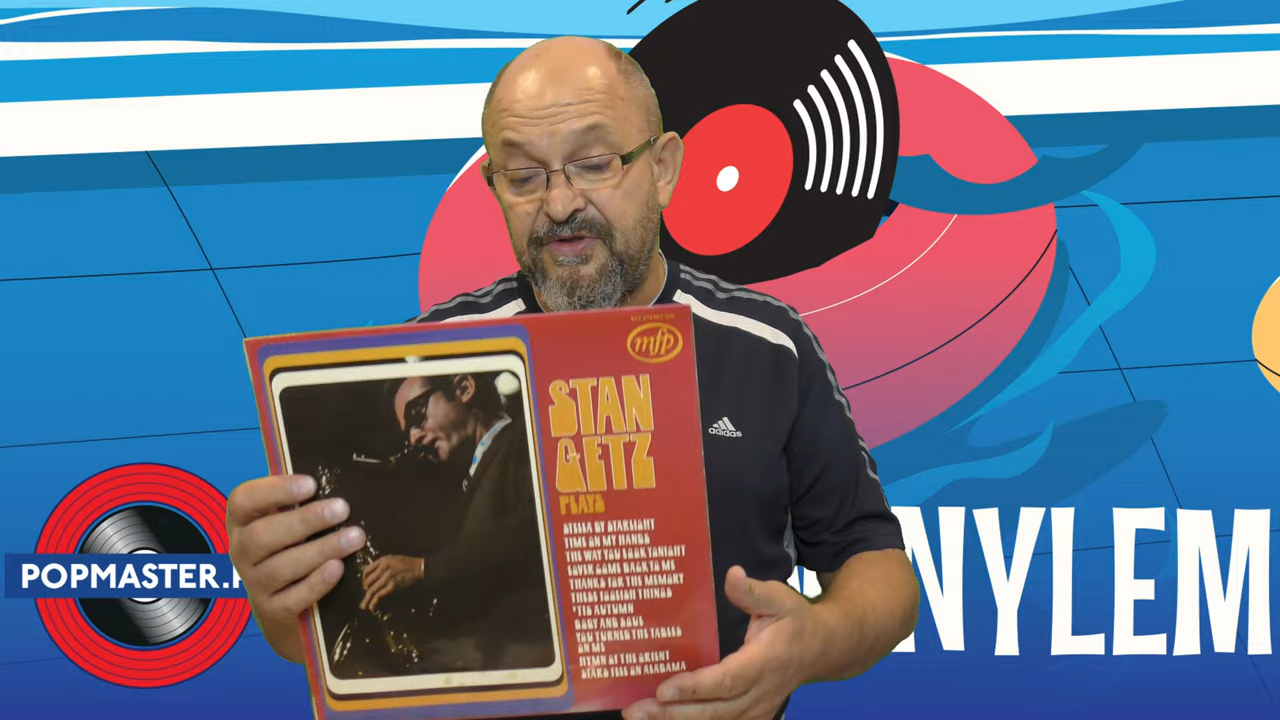 mfp
STAN
GETZ
PLAYS
STELLA BY STARLIGHT
TIME ON MY HANDS
THE WAY YOU LOOK TONIGHT
LOVER COME BACK TO ME
THANKS FOR THE MEMORY
THESE FOOLISH THINGS
'TIS AUTUMN
BODY AND SOUL
YOU TURNED THE TABLES
ON ME
HYMN OF THE ORIENT
STARS FELL ON ALABAMA
adidas
POPMASTER.
NYLEM